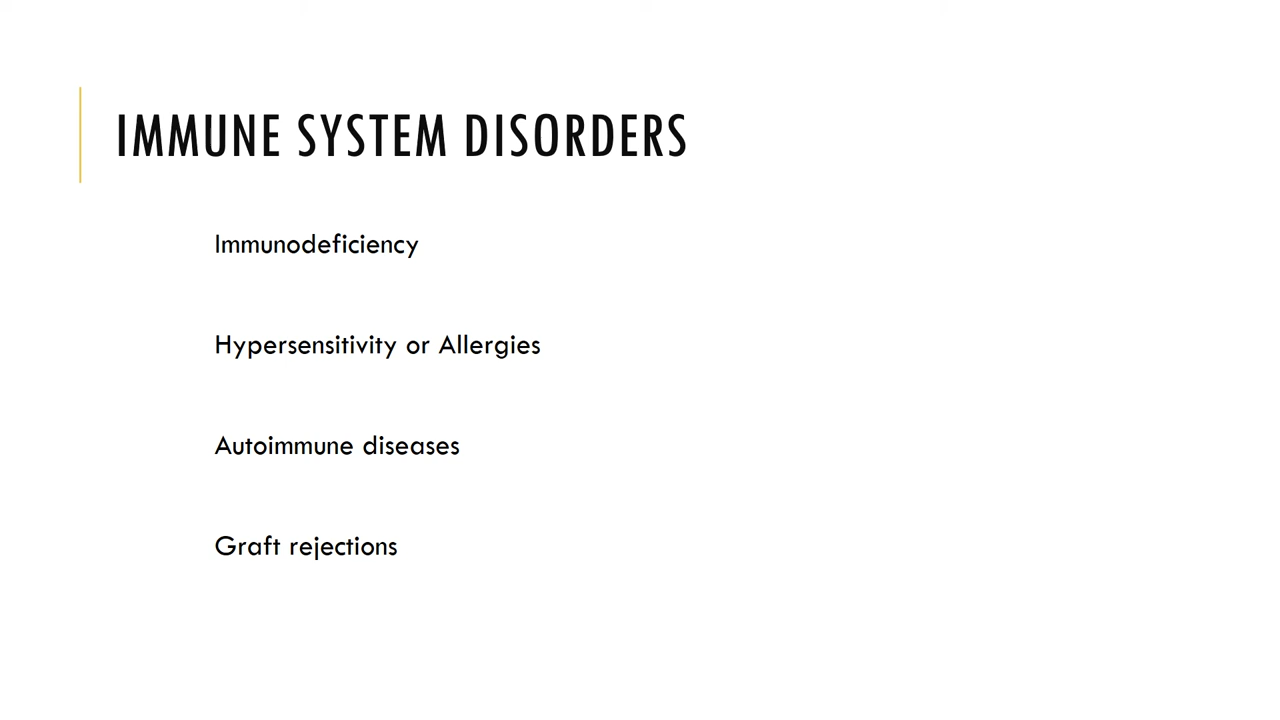 IMMUNE SYSTEM DISORDERS
Immunodeficiency
Hypersensitivity or Allergies
Autoimmune diseases
Graft rejections